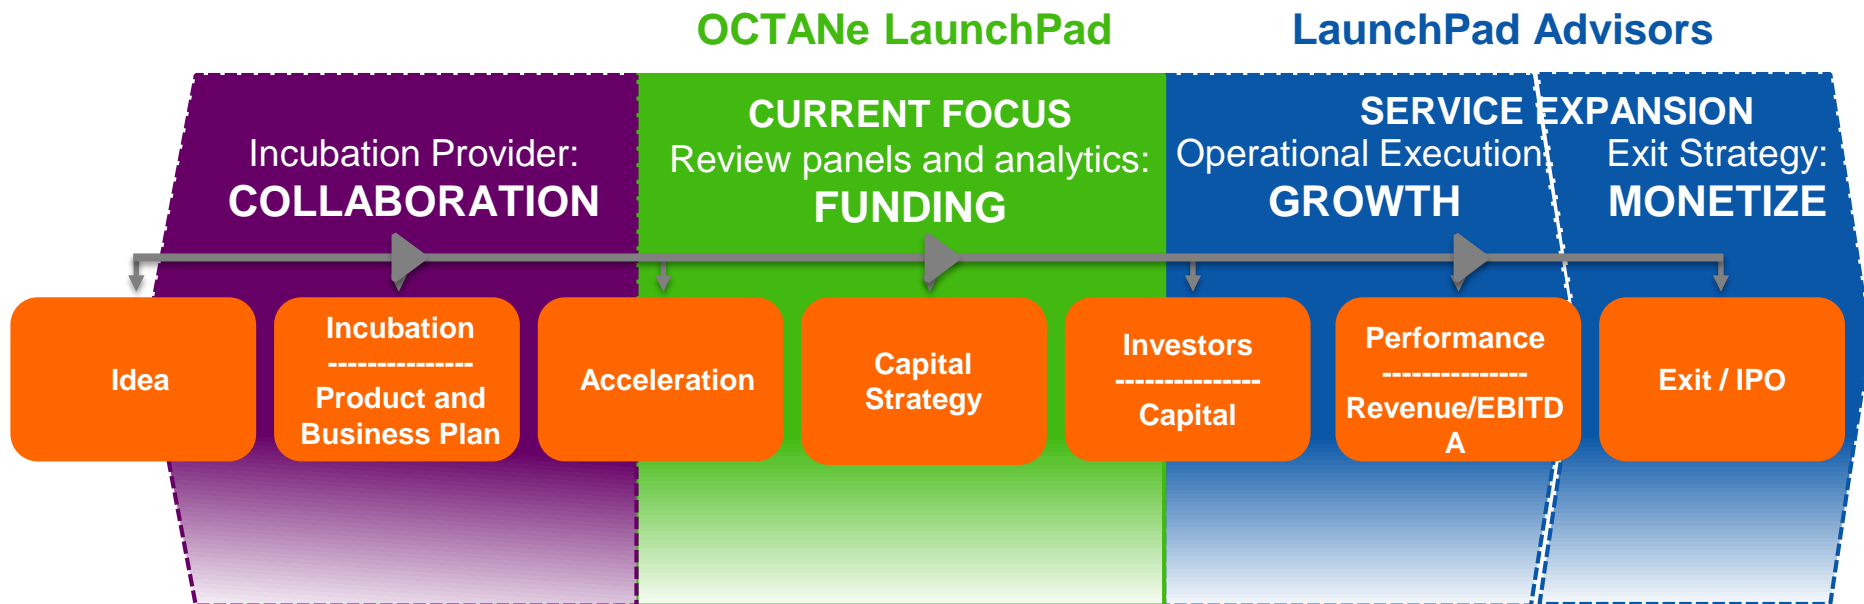 OCTANe LaunchPad
LaunchPad Advisors
Incubation Provider:
COLLABORATION
CURRENT FOCUS
Review panels and analytics:
FUNDING
SERVICE EXPANSION
Operational Execution:
GROWTH
Exit Strategy:
MONETIZE
Idea
Incubation
---------------
Product and
Business Plan
Acceleration
Capital
Strategy
Investors
---------------
Capital
Performance
---------------
Revenue/EBITD
A
Exit / IPO